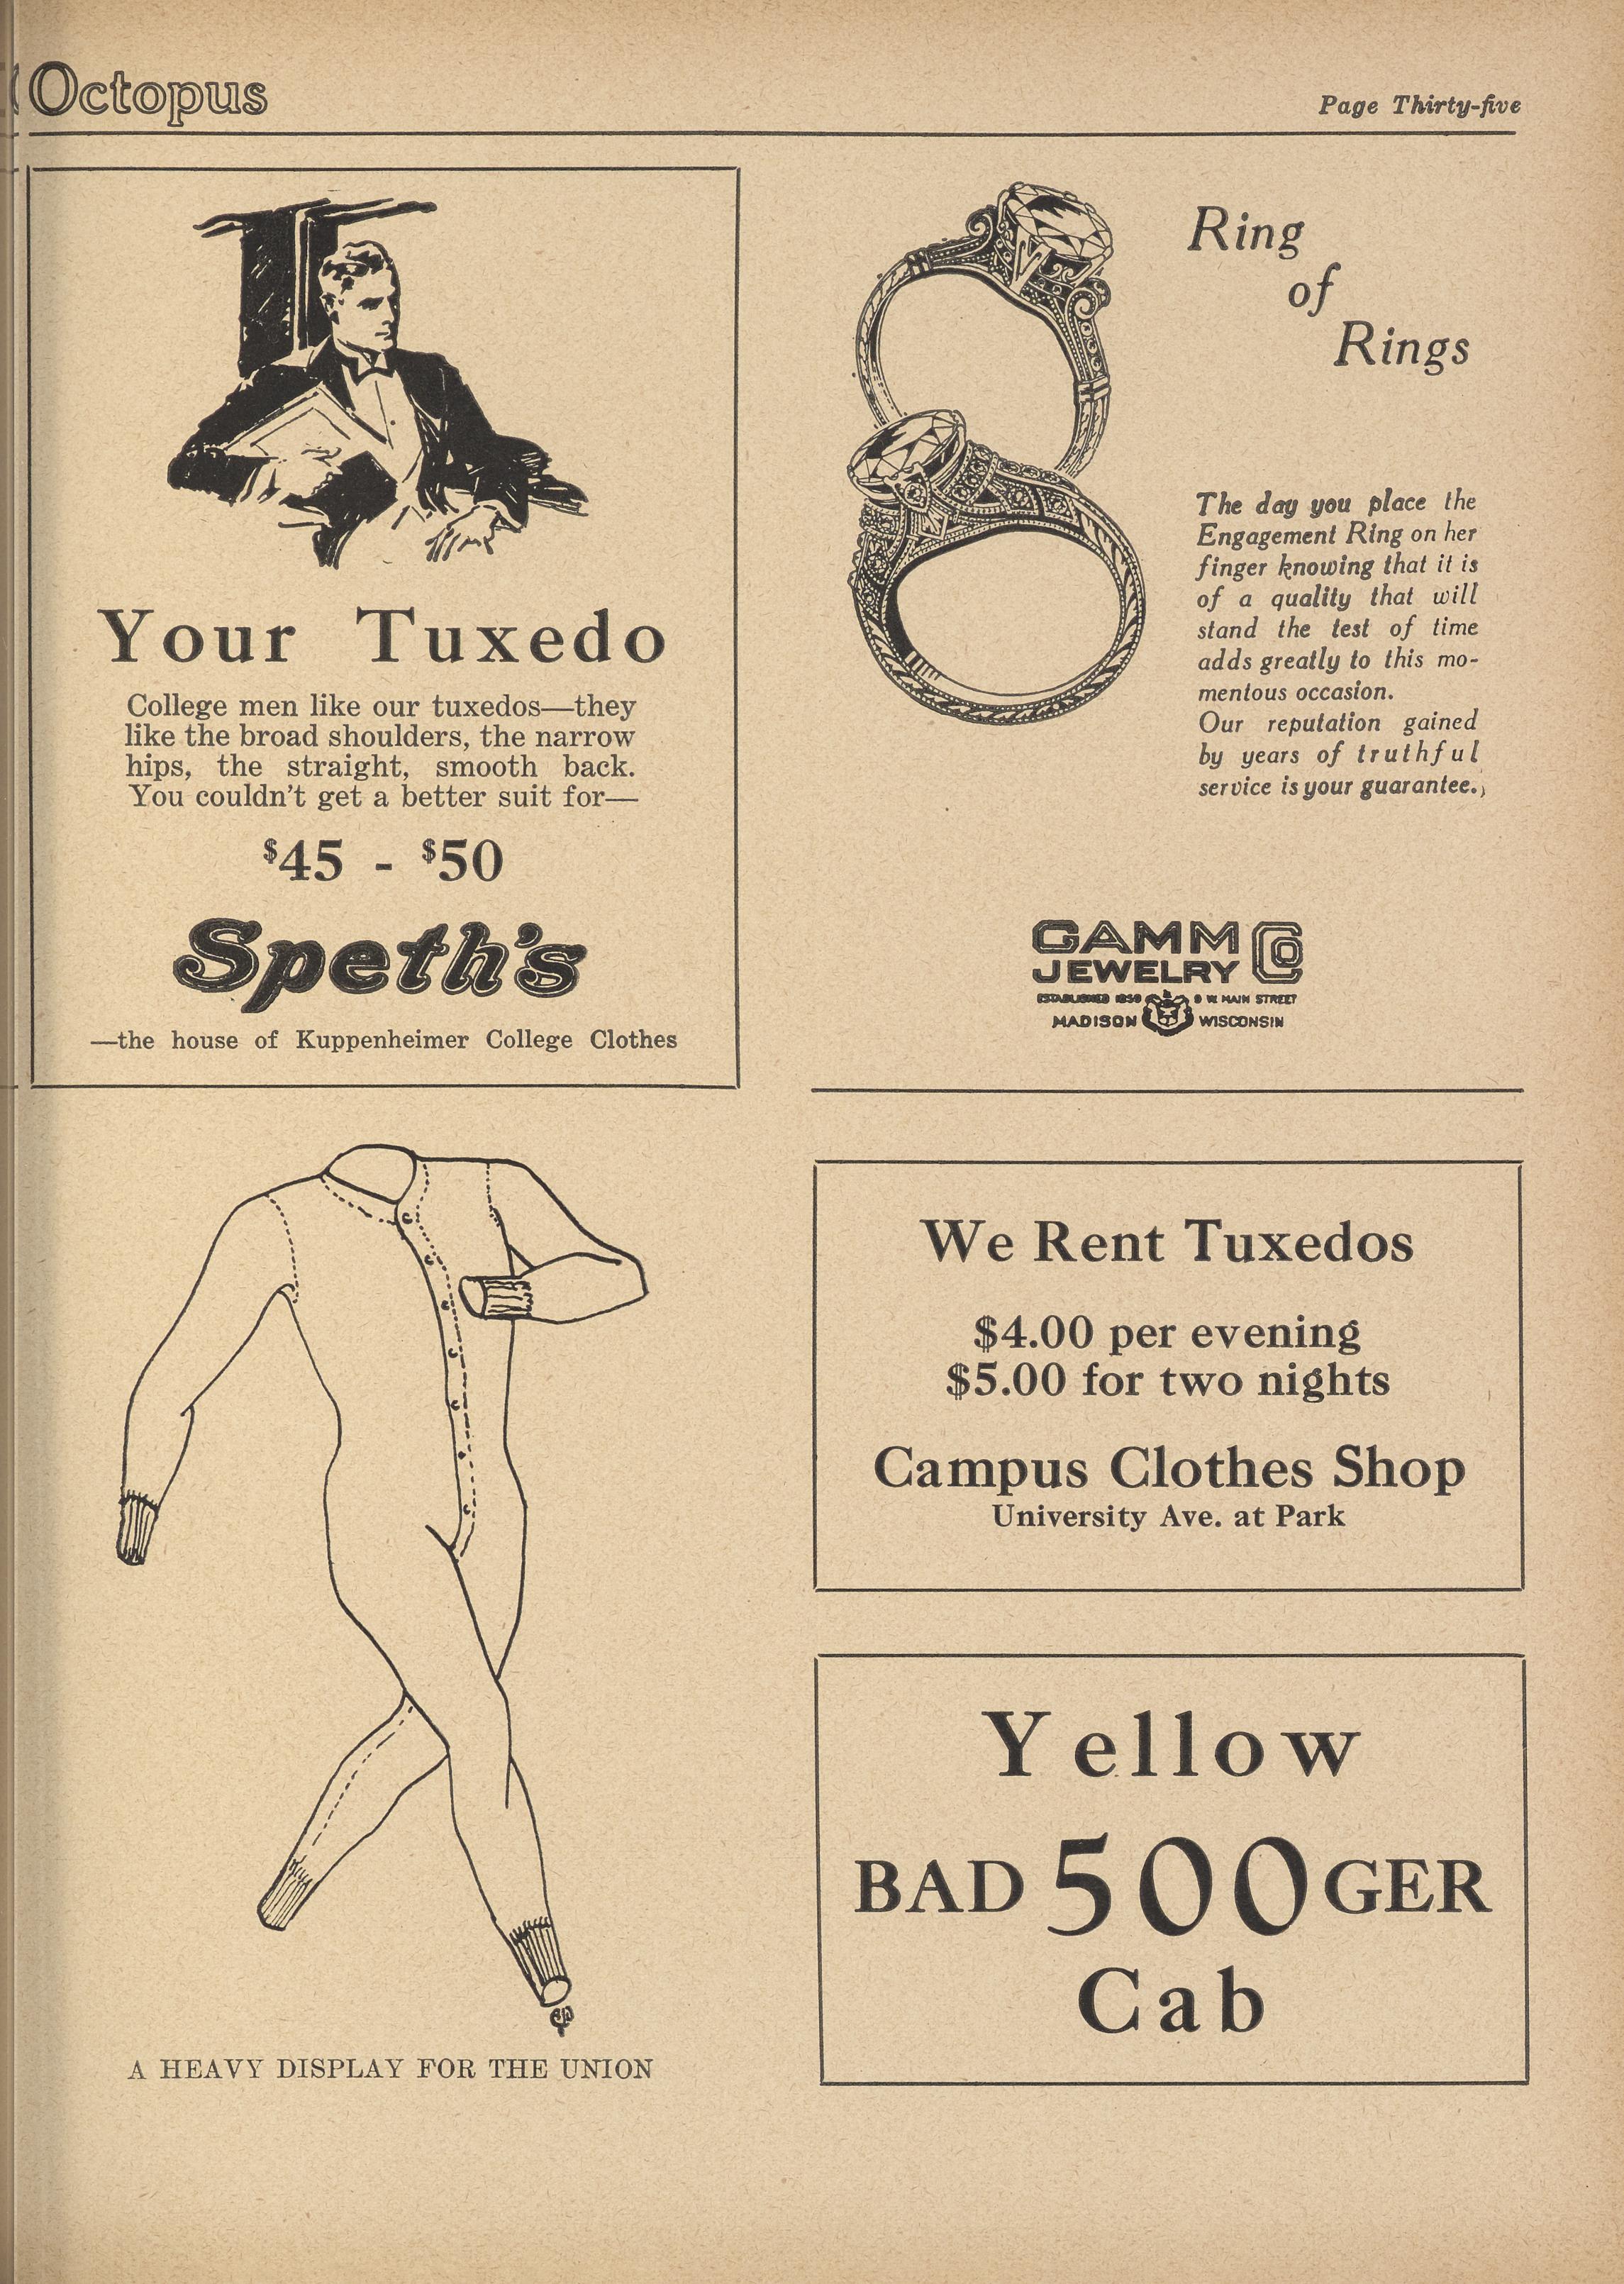 Octopus
Page Thirty-five
Your Tuxedo
College men like our tuxedos—they
like the broad shoulders, the narrow
hips, the straight, smooth back.
You couldn't get a better suit for—
$45 - $50
Speth's
—the house of Kuppenheimer College Clothes
A HEAVY DISPLAY FOR THE UNION
Ring
of
Rings
The day you place the
Engagement Ring on her
finger knowing that it is
of a quality that will
stand the test of time
adds greatly to this mo-
mentous occasion.
Our reputation gained
by years of truthful
service is your guarantee.
GAMM
JEWELRY Co
ESTABLISHED 1850 9 W. MAIN STREET
MADISON WISCONSIN
We Rent Tuxedos
$4.00 per evening
$5.00 for two nights
Campus Clothes Shop
University Ave. at Park
Yellow
BAD 500 GER
Cab